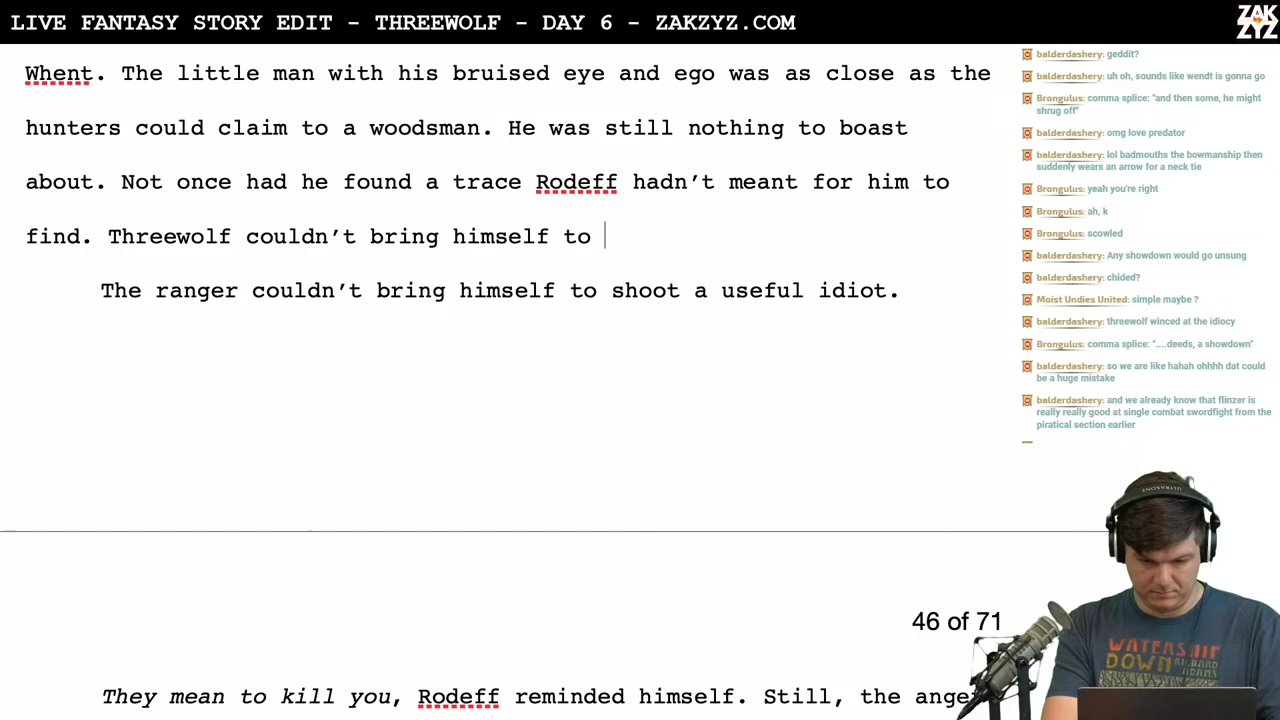 LIVE FANTASY STORY EDIT - THREEWOLF - DAY 6 - ZAKZYZ.COM
ZAK
ZYZ
Whent. The little man with his bruised eye and ego was as close as the
hunters could claim to a woodsman. He was still nothing to boast
about. Not once had he found a trace Rodeff hadn't meant for him to
find. Threewolf couldn't bring himself to
The ranger couldn't bring himself to shoot a useful idiot.
46 of 71
They mean to kill you, Rodeff reminded himself. Still, the
balderdashery: geddit?
balderdashery: uh oh, sounds like wendt is gonna go
Brongulus: comma splice: "and then some, he might
shrug off"
balderdashery: omg love predator
balderdashery: lol badmouths the bowmanship then
suddenly wears an arrow for a neck tie
Brongulus: yeah you're right
Brongulus: ah, k
Brongulus: scowled
balderdashery: Any showdown would go unsung
balderdashery: chided?
Moist Undies United: simple maybe ?
balderdashery: threewolf winced at the idiocy
Brongulus: comma splice: "....deeds, a showdown"
balderdashery: so we are like hahah ohhhh dat could
be a huge mistake
balderdashery: and we already know that flinzer is
really really good at single combat swordfight from the
piratical section earlier
ULTRASONE
WATERSHIP
DOWN
RICHARD
ADAMS